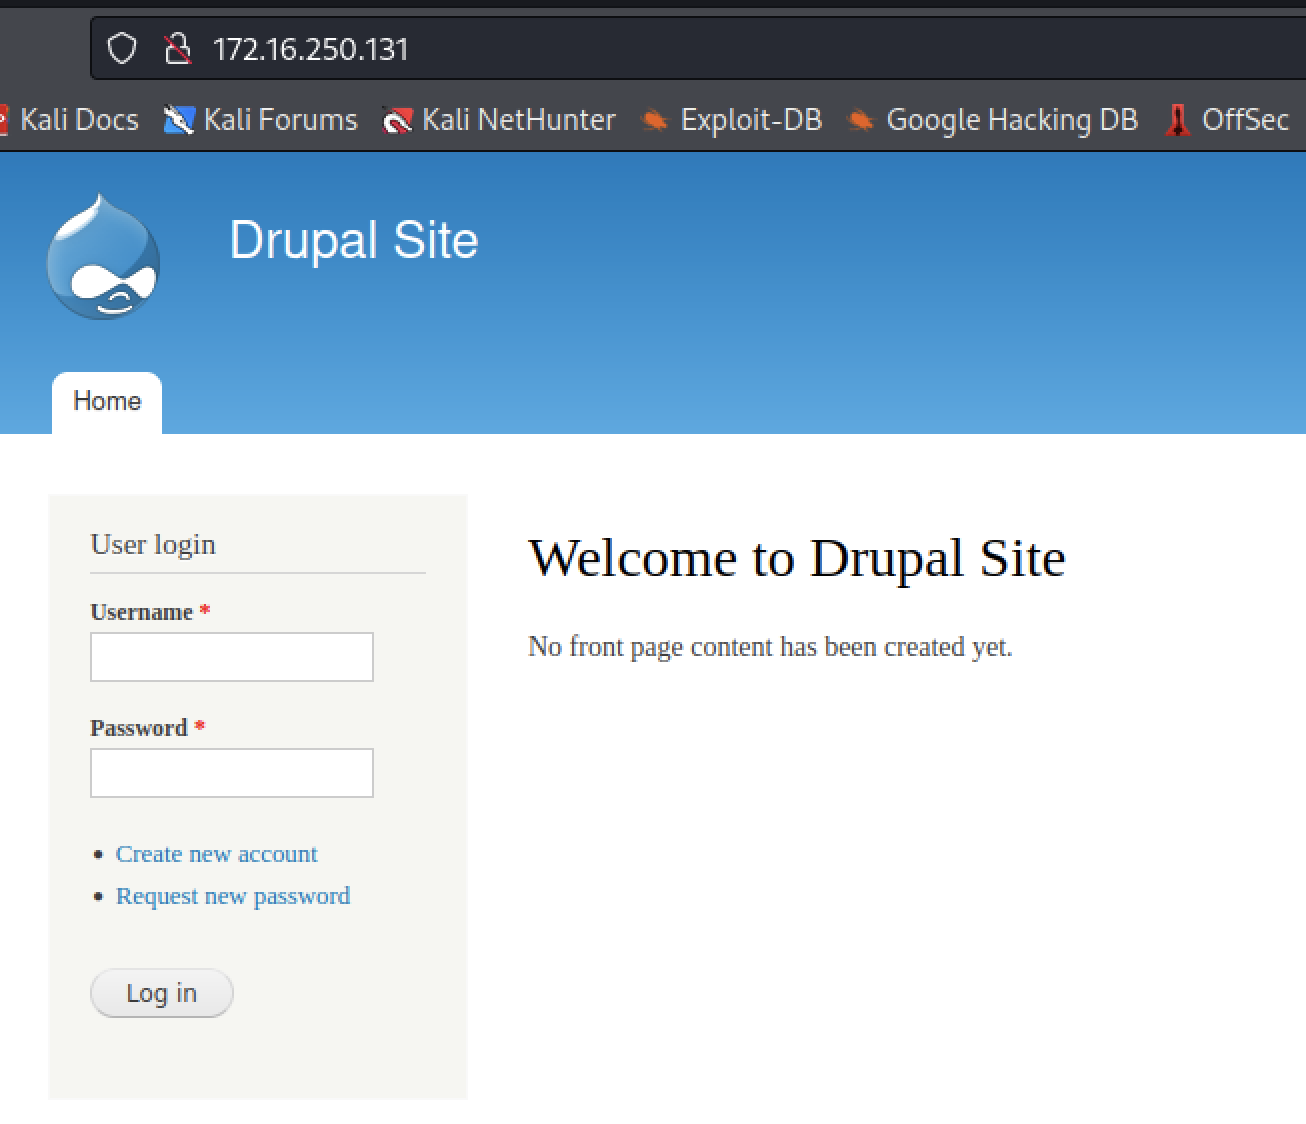 172.16.250.131
Kali Docs Kali Forums Kali NetHunter Exploit-DB Google Hacking DB OffSec
Drupal Site
Home
User login
Username *
Password *
Create new account
Request new password
Log in
Welcome to Drupal Site
No front page content has been created yet.